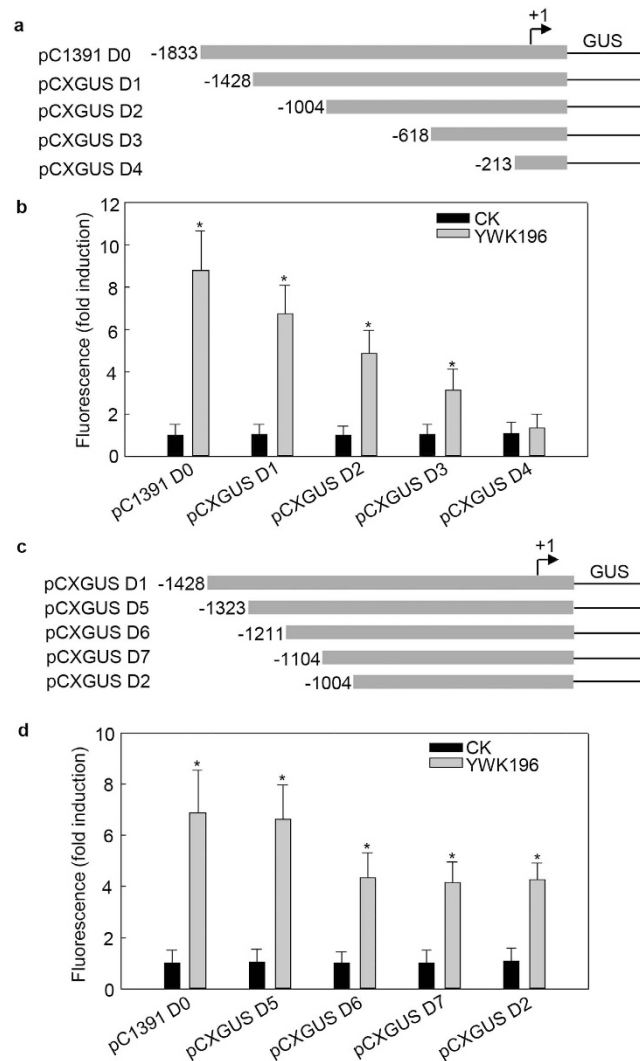 a
+1
GUS
pC1391 D0 -1833
pCXGUS D1 -1428
pCXGUS D2 -1004
pCXGUS D3 -618
pCXGUS D4 -213
b
Fluorescence (fold induction)
12
10
8
6
4
2
0
CK
YWK196
* * * *
pC1391 D0
pCXGUS D1
pCXGUS D2
pCXGUS D3
pCXGUS D4
c
+1
GUS
pCXGUS D1 -1428
pCXGUS D5 -1323
pCXGUS D6 -1211
pCXGUS D7 -1104
pCXGUS D2 -1004
d
Fluorescence (fold induction)
10
8
6
4
2
0
CK
YWK196
* * * * *
pC1391 D0
pCXGUS D5
pCXGUS D6
pCXGUS D7
pCXGUS D2